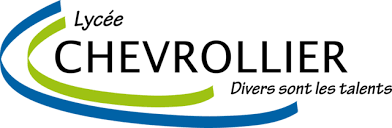 Lycée
CHEVROLLIER
Divers sont les talents